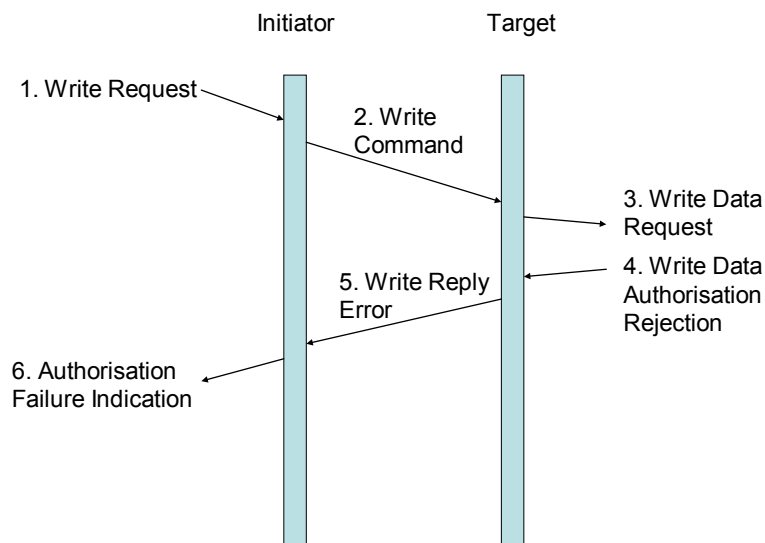 Initiator
Target
1. Write Request
2. Write
Command
3. Write Data
Request
4. Write Data
Authorisation
Rejection
5. Write Reply
Error
6. Authorisation
Failure Indication